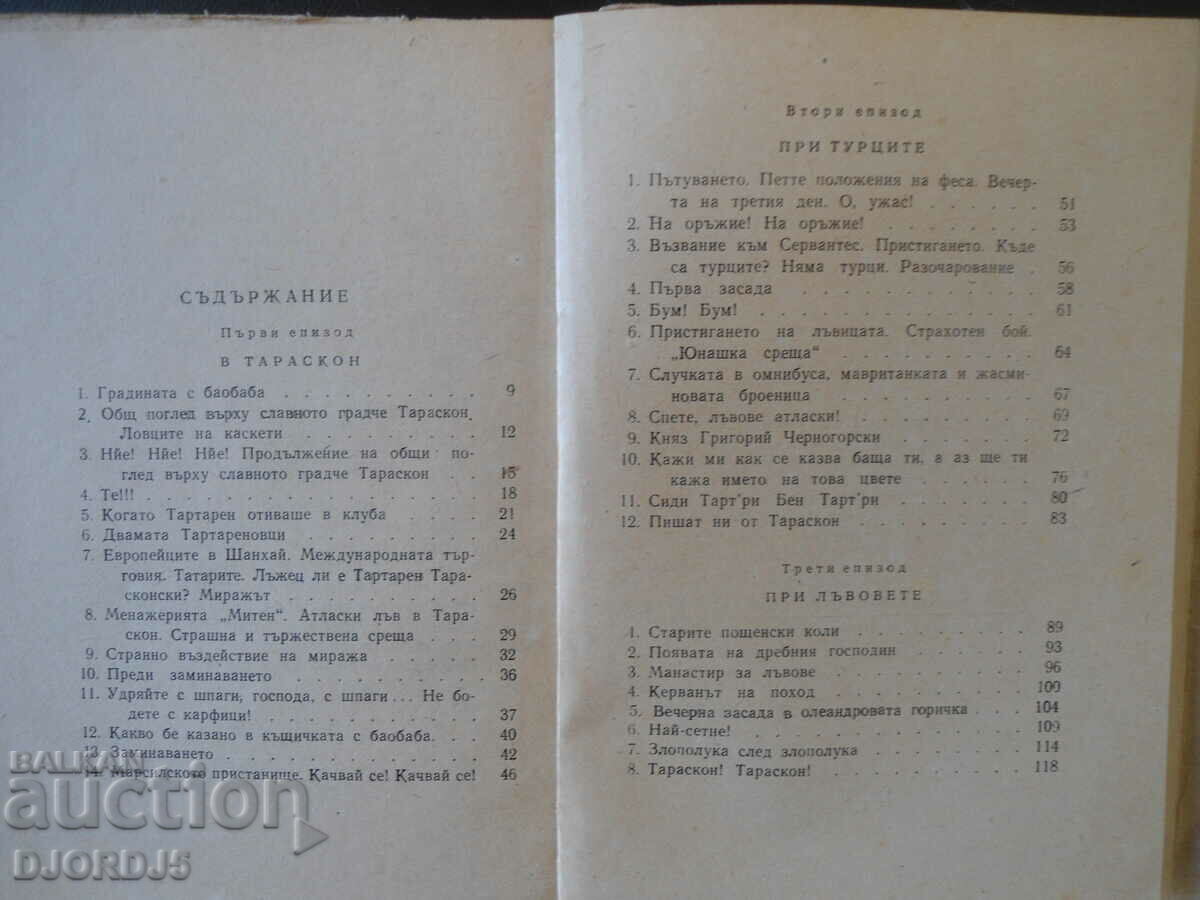 СЪДЪРЖАНИЕ
Първи епизод
В ТАРАСКОН
1. Градината с баобаба . . . . . . . . . . 9
2. Общ поглед върху славното градче Тараскон.
Ловците на каскети . . . . . . . . . 12
3. Нйе! Нйе! Нйе! Продължение на общи: по-
глед върху славното градче Тараскон . . 15
4. Те!!! . . . . . . . . . . . . . . . 18
5. Когато Тартарен отиваше в клуба . . . . 21
6. Двамата Тартареновци . . . . . . . . 24
7. Европейците в Шанхай. Международната тър-
говия. Татарите. Лъжец ли е Тартарен Тара-
сконски? Миражът . . . . . . . . . . 26
8. Менажерията „Митен“. Атласки лъв в Тара-
скон. Страшна и тържествена среща . . . 29
9. Странно въздействие на миража . . . . . 32
10. Преди заминаването . . . . . . . . . 36
11. Удряйте с шпаги, господа, с шпаги... Не бо-
дете с карфици! . . . . . . . . . . 37
12. Какво бе казано в къщичката с баобаба. . . 40
13. Заминаването . . . . . . . . . . . 42
14. Марсилското пристанище. Качвай се! Качвай се! 46
Втори епизод
ПРИ ТУРЦИТЕ
1. Пътуването. Петте положения на феса. Вечер-
та на третия ден. О, ужас! . . . . . . 51
2. На оръжие! На оръжие! . . . . . . . . 53
3. Възвание към Сервантес. Пристигането. Къде
са турците? Няма турци. Разочарование . 56
4. Първа засада . . . . . . . . . . . 58
5. Бум! Бум! . . . . . . . . . . . . 61
6. Пристигането на лъвицата. Страхотен бой.
„Юнашка среща“ . . . . . . . . . . 64
7. Случката в омнибуса, мавританката и жасми-
новата броеница . . . . . . . . . . 67
8. Спете, лъвове атласки! . . . . . . . . 69
9. Княз Григорий Черногорски . . . . . . 72
10. Кажи ми как се казва баща ти, а аз ще ти
кажа името на това цвете . . . . . . 76
11. Сиди Тарт'ри Бен Тарт'ри . . . . . . . 80
12. Пишат ни от Тараскон . . . . . . . . 83
Трети епизод
ПРИ ЛЪВОВЕТЕ
1. Старите пощенски коли . . . . . . . . 89
2. Появата на дребния господин . . . . . . 93
3. Манастир за лъвове . . . . . . . . . 96
4. Керванът на поход . . . . . . . . . 100
5. Вечерна засада в олеандровата горичка . . . 104
6. Най-сетне! . . . . . . . . . . . . 109
7. Злополука след злополука . . . . . . . 114
8. Тараскон! Тараскон! . . . . . . . . . 118
BALKAN
auction
DJORDJ5